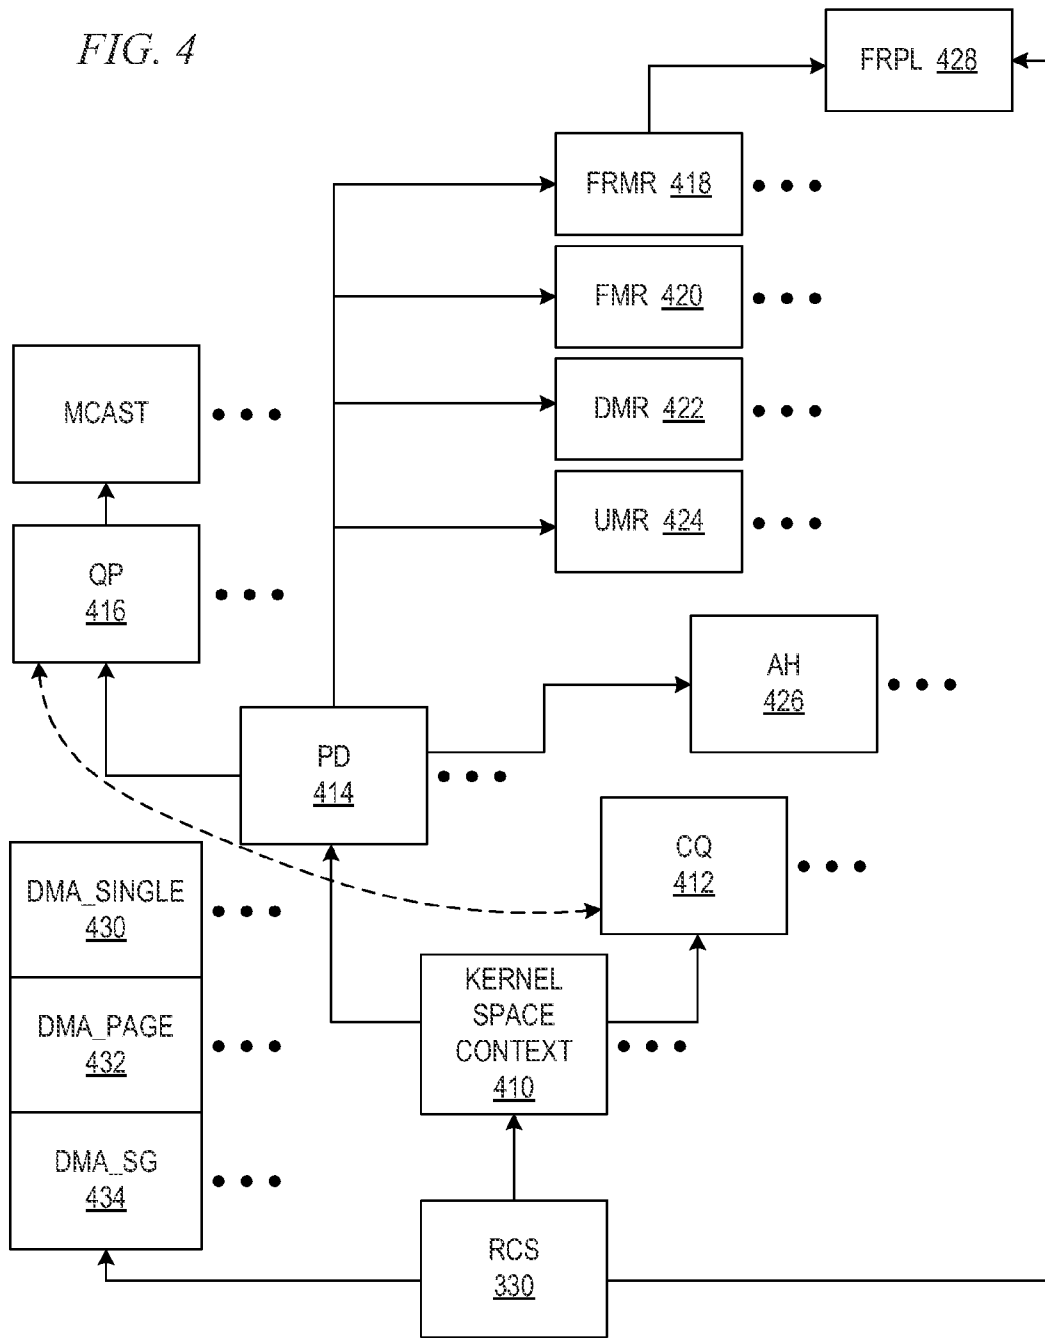 FIG. 4
FRPL 428
FRMR 418
FMR 420
DMR 422
UMR 424
MCAST
QP
416
AH
426
PD
414
CQ
412
DMA_SINGLE
430
DMA_PAGE
432
DMA_SG
434
KERNEL
SPACE
CONTEXT
410
RCS
330